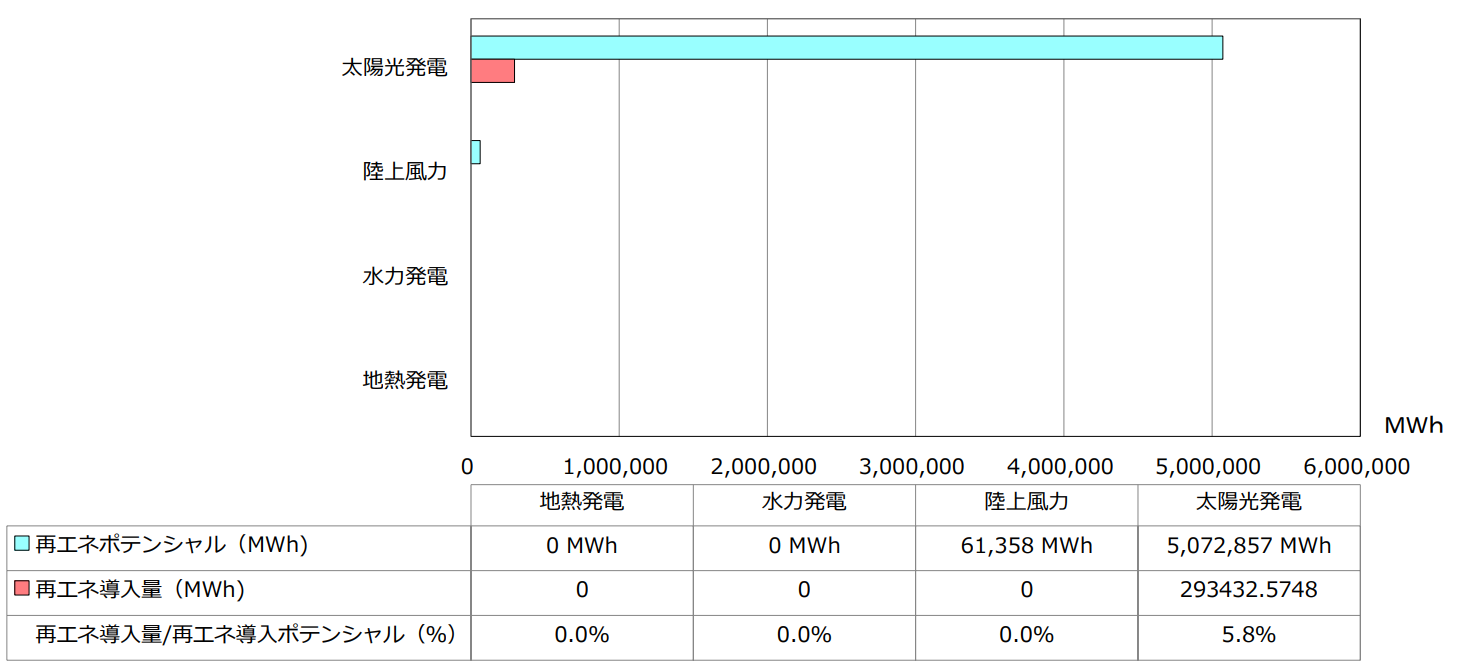 太陽光発電
陸上風力
水力発電
地熱発電
MWh
0 1,000,000 2,000,000 3,000,000 4,000,000 5,000,000 6,000,000
地熱発電 水力発電 陸上風力 太陽光発電
再エネポテンシャル（MWh) 0 MWh 0 MWh 61,358 MWh 5,072,857 MWh
再エネ導入量（MWh) 0 0 0 293432.5748
再エネ導入量/再エネ導入ポテンシャル（%） 0.0% 0.0% 0.0% 5.8%